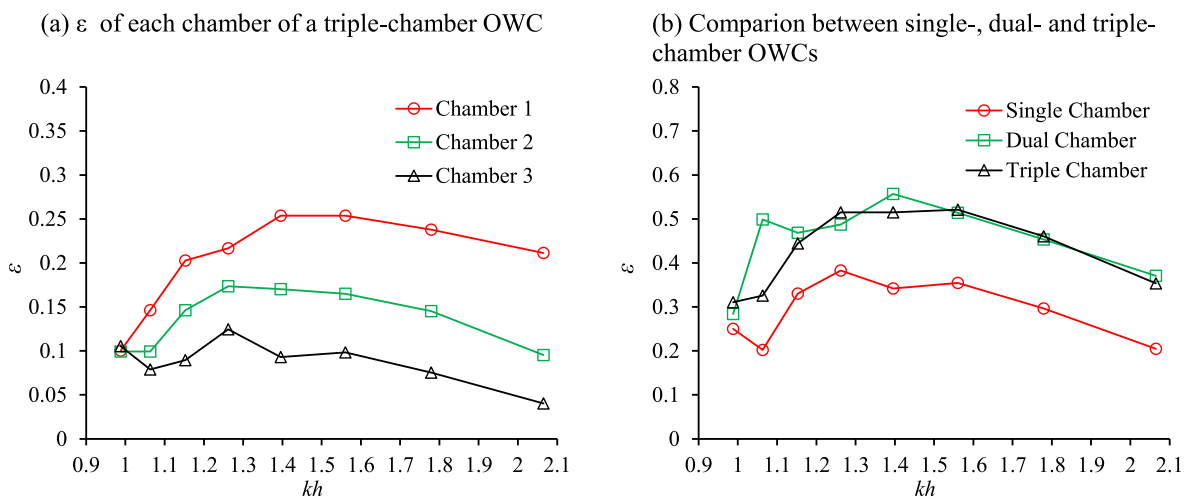 (a) ε of each chamber of a triple-chamber OWC
0.4
0.35
0.3
0.25
0.2
0.15
0.1
0.05
0
ε
Chamber 1
Chamber 2
Chamber 3
0.9 1 1.1 1.2 1.3 1.4 1.5 1.6 1.7 1.8 1.9 2 2.1
kh
(b) Comparion between single-, dual- and triple-
chamber OWCs
0.8
0.7
0.6
0.5
0.4
0.3
0.2
0.1
0
ε
Single Chamber
Dual Chamber
Triple Chamber
0.9 1 1.1 1.2 1.3 1.4 1.5 1.6 1.7 1.8 1.9 2 2.1
kh